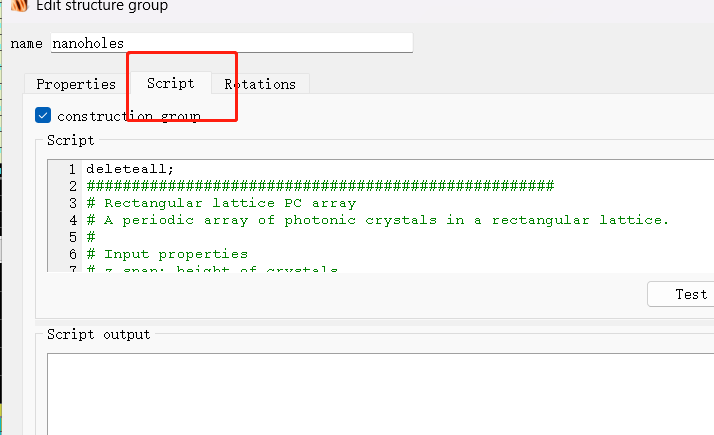 Edit structure group
name nanoholes
Properties Script Rotations
construction group
Script
1 deleteall;
2 ####################################################
3 # Rectangular lattice PC array
4 # A periodic array of photonic crystals in a rectangular lattice.
5 #
6 # Input properties
7 # z span: height of crystals
Test
Script output